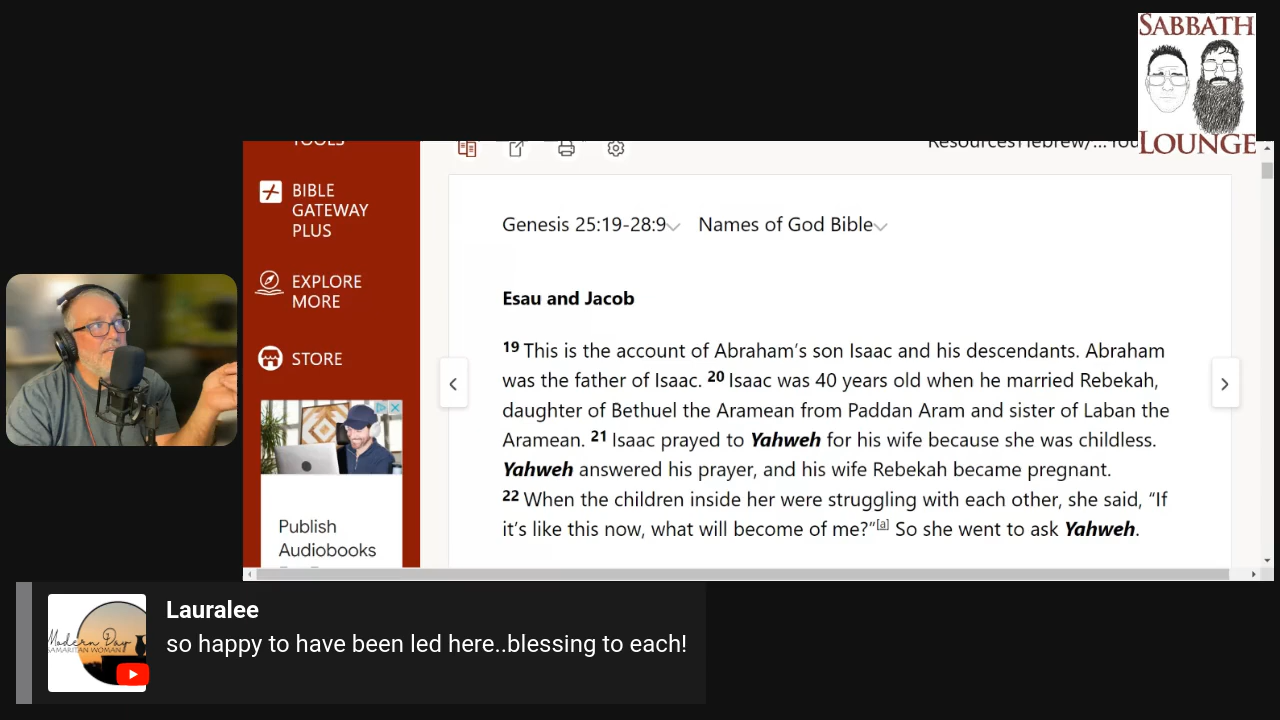 SABBATH
LOUNGE
TOOLS
BIBLE
GATEWAY
PLUS
EXPLORE
MORE
STORE
Publish
Audiobooks
Genesis 25:19-28:9 Names of God Bible
Esau and Jacob
19 This is the account of Abraham’s son Isaac and his descendants. Abraham
was the father of Isaac. 20 Isaac was 40 years old when he married Rebekah,
daughter of Bethuel the Aramean from Paddan Aram and sister of Laban the
Aramean. 21 Isaac prayed to Yahweh for his wife because she was childless.
Yahweh answered his prayer, and his wife Rebekah became pregnant.
22 When the children inside her were struggling with each other, she said, “If
it’s like this now, what will become of me?”[a] So she went to ask Yahweh.
Modern Day
SAMARITAN WOMAN
Lauralee
so happy to have been led here..blessing to each!